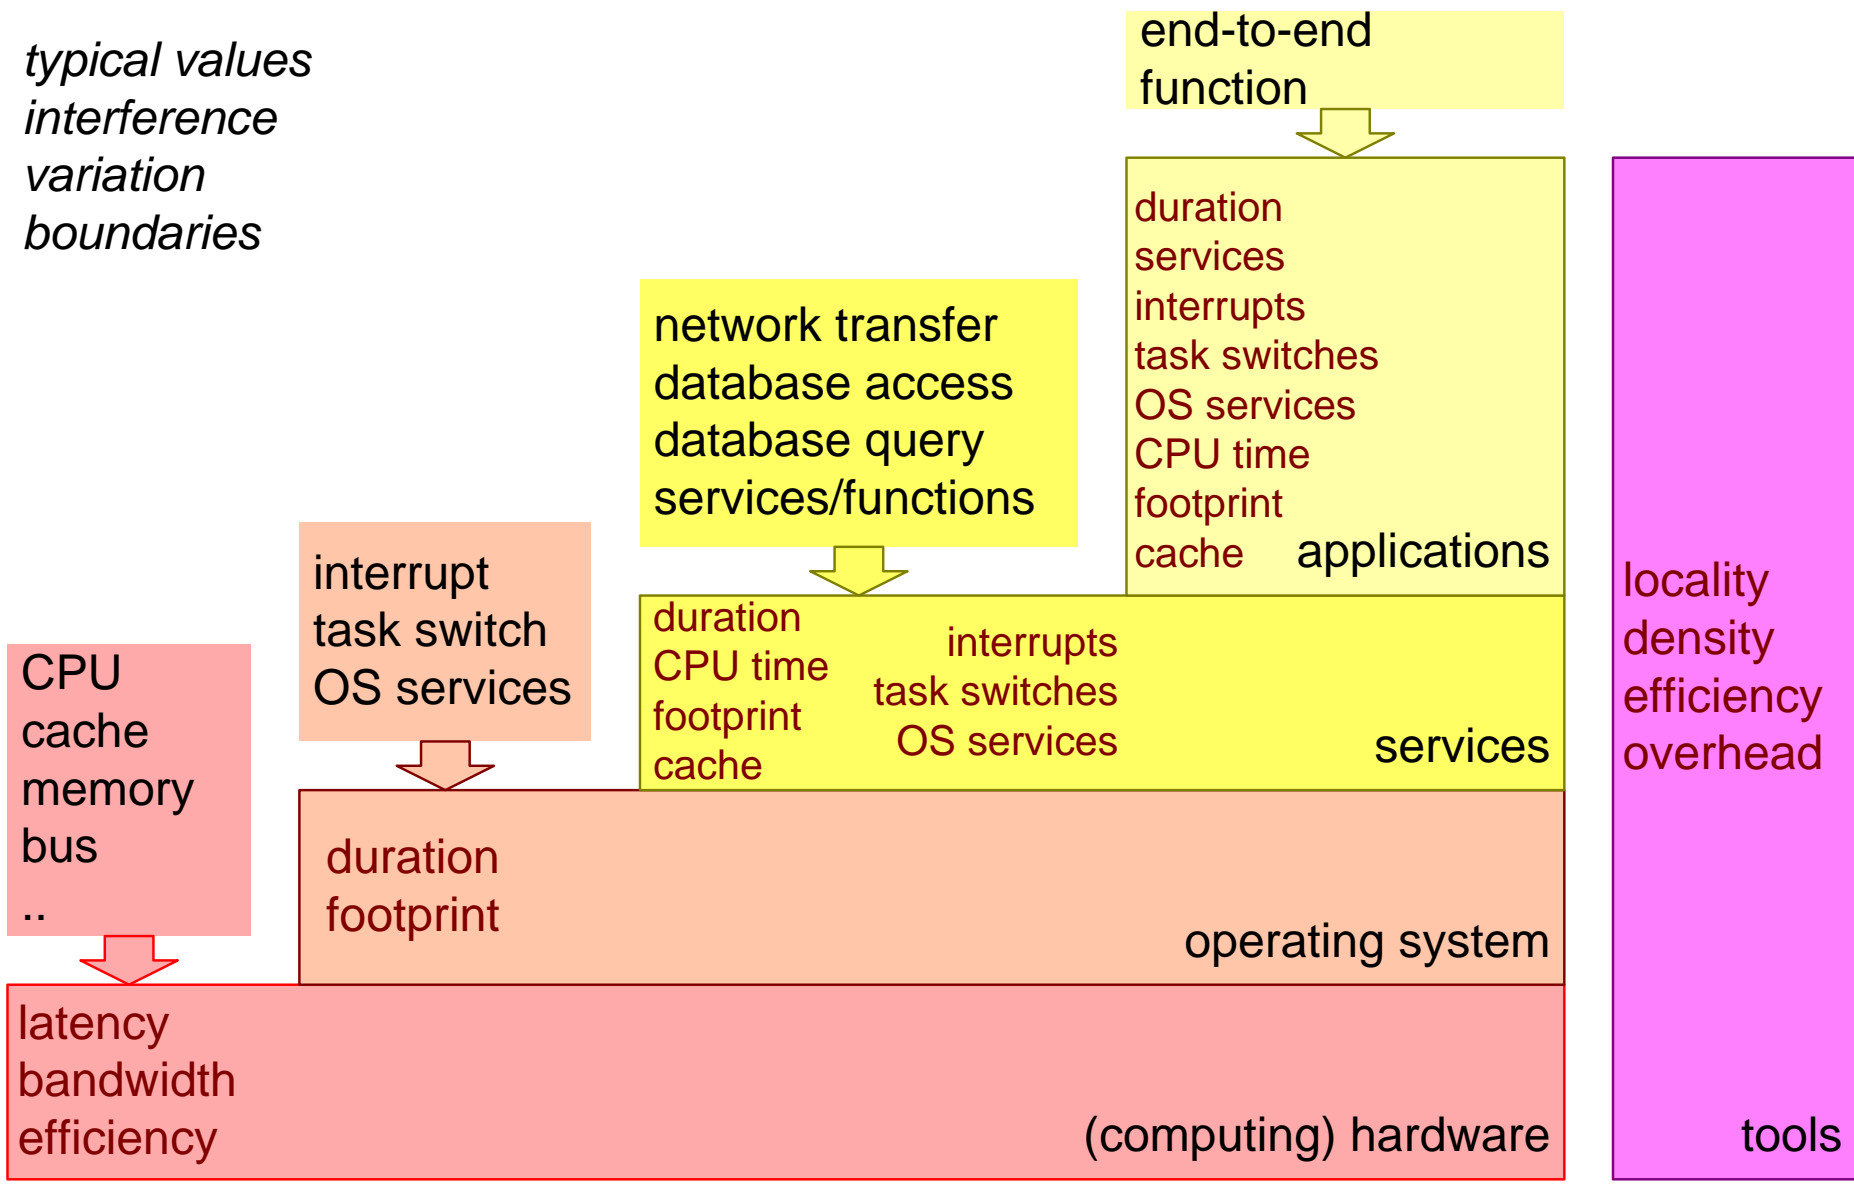 typical values
interference
variation
boundaries
end-to-end
function
duration
services
interrupts
task switches
OS services
CPU time
footprint
cache
applications
network transfer
database access
database query
services/functions
duration
CPU time
footprint
cache
interrupts
task switches
OS services
services
interrupt
task switch
OS services
duration
footprint
operating system
CPU
cache
memory
bus
..
latency
bandwidth
efficiency
(computing) hardware
locality
density
efficiency
overhead
tools